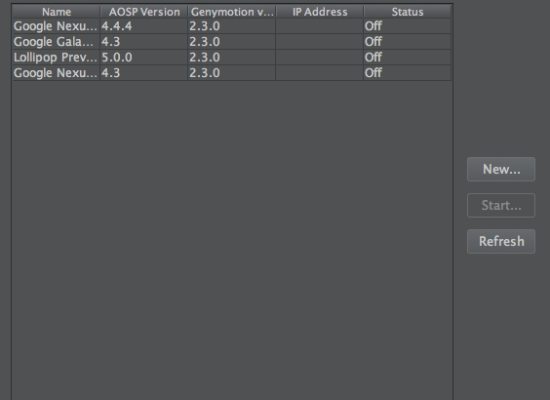 Name AOSP Version Genymotion v... IP Address Status
Google Nexu... 4.4.4 2.3.0 Off
Google Gala... 4.3 2.3.0 Off
Lollipop Prev... 5.0.0 2.3.0 Off
Google Nexu... 4.3 2.3.0 Off
New...
Start...
Refresh